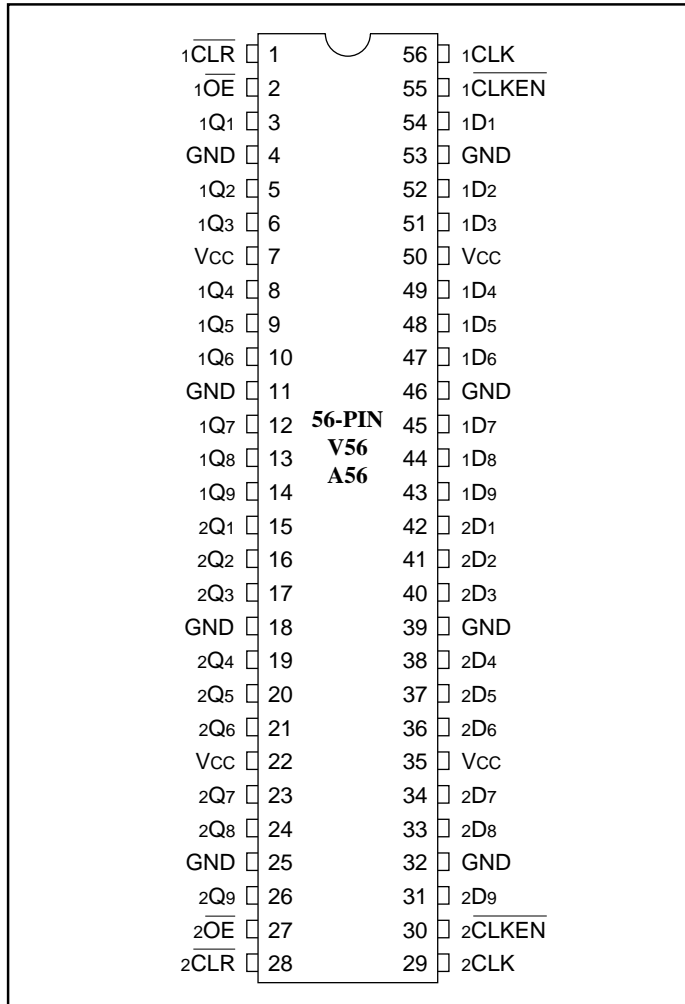 1CLR 1 56 1CLK
1OE 2 55 1CLKEN
1Q1 3 54 1D1
GND 4 53 GND
1Q2 5 52 1D2
1Q3 6 51 1D3
VCC 7 50 VCC
1Q4 8 49 1D4
1Q5 9 48 1D5
1Q6 10 47 1D6
GND 11 46 GND
1Q7 12 56-PIN 45 1D7
V56
1Q8 13 44 1D8
A56
1Q9 14 43 1D9
2Q1 15 42 2D1
2Q2 16 41 2D2
2Q3 17 40 2D3
GND 18 39 GND
2Q4 19 38 2D4
2Q5 20 37 2D5
2Q6 21 36 2D6
VCC 22 35 VCC
2Q7 23 34 2D7
2Q8 24 33 2D8
GND 25 32 GND
2Q9 26 31 2D9
2OE 27 30 2CLKEN
2CLR 28 29 2CLK